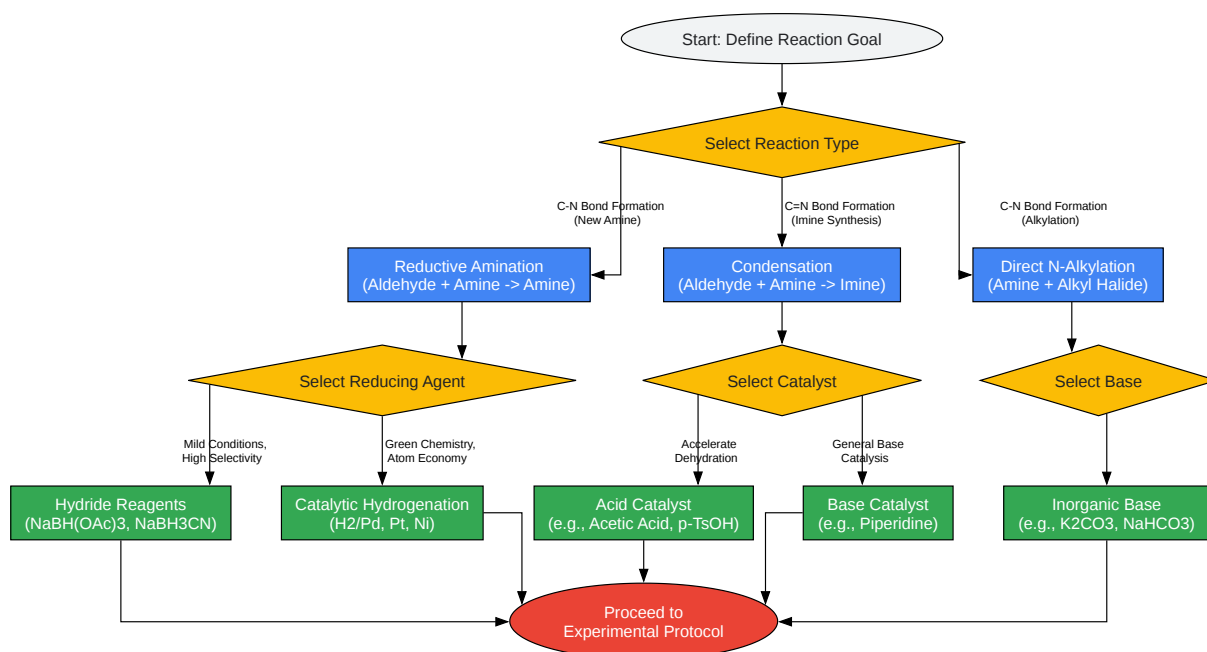 Start: Define Reaction Goal
Select Reaction Type
C-N Bond Formation
(New Amine)
C=N Bond Formation
(Imine Synthesis)
C-N Bond Formation
(Alkylation)
Reductive Amination
(Aldehyde + Amine -> Amine)
Condensation
(Aldehyde + Amine -> Imine)
Direct N-Alkylation
(Amine + Alkyl Halide)
Select Reducing Agent
Select Catalyst
Select Base
Mild Conditions,
High Selectivity
Green Chemistry,
Atom Economy
Accelerate
Dehydration
General Base
Catalysis
Hydride Reagents
(NaBH(OAc)3, NaBH3CN)
Catalytic Hydrogenation
(H2/Pd, Pt, Ni)
Acid Catalyst
(e.g., Acetic Acid, p-TsOH)
Base Catalyst
(e.g., Piperidine)
Inorganic Base
(e.g., K2CO3, NaHCO3)
Proceed to
Experimental Protocol